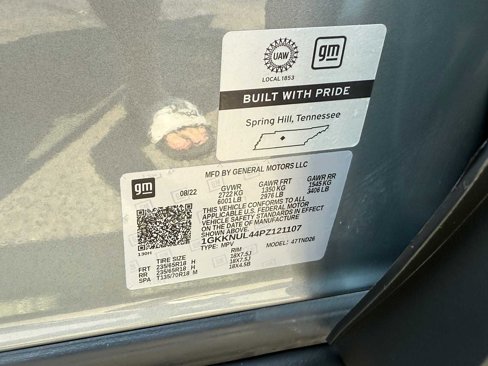 UAW
gm
LOCAL 1853
BUILT WITH PRIDE
Spring Hill, Tennessee
MFD BY GENERAL MOTORS LLC
gm
08/22
GVWR GAWR FRT GAWR RR
2722 KG 1350 KG 1545 KG
6001 LB 2976 LB 3406 LB
THIS VEHICLE CONFORMS TO ALL
APPLICABLE U.S. FEDERAL MOTOR
VEHICLE SAFETY STANDARDS IN EFFECT
ON THE DATE OF MANUFACTURE
SHOWN ABOVE.
1GKKNUL44PZ121107
TYPE: MPV MODEL: 4TTND26
TIRE SIZE RIM
FRT 235/65R18 H 18X7.5J
RR 235/65R18 H 18X7.5J
SPA T135/70R18 M 18X4.5B